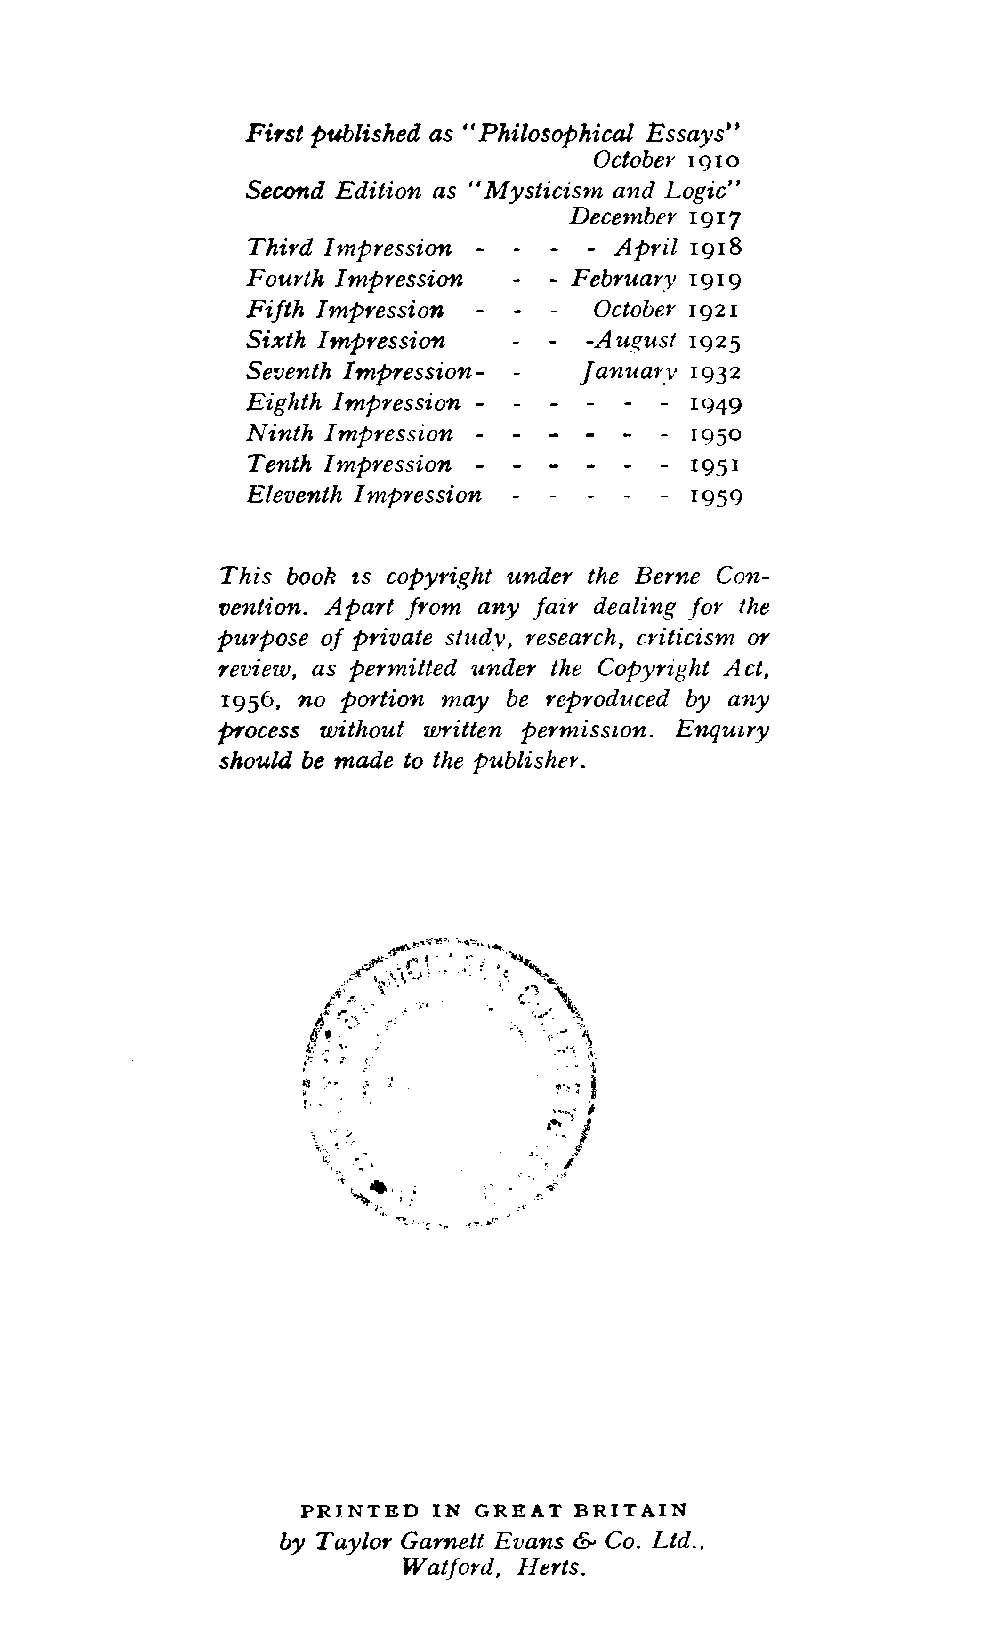 First published as "Philosophical Essays"
October 1910
Second Edition as "Mysticism and Logic"
December 1917
Third Impression - - - - April 1918
Fourth Impression - - February 1919
Fifth Impression - - - October 1921
Sixth Impression - - -August 1925
Seventh Impression- - January 1932
Eighth Impression - - - - - - 1949
Ninth Impression - - - - - - 1950
Tenth Impression - - - - - - 1951
Eleventh Impression - - - - - 1959
This book is copyright under the Berne Con-
vention. Apart from any fair dealing for the
purpose of private study, research, criticism or
review, as permitted under the Copyright Act,
1956, no portion may be reproduced by any
process without written permission. Enquiry
should be made to the publisher.
PRINTED IN GREAT BRITAIN
by Taylor Garnett Evans & Co. Ltd.,
Watford, Herts.